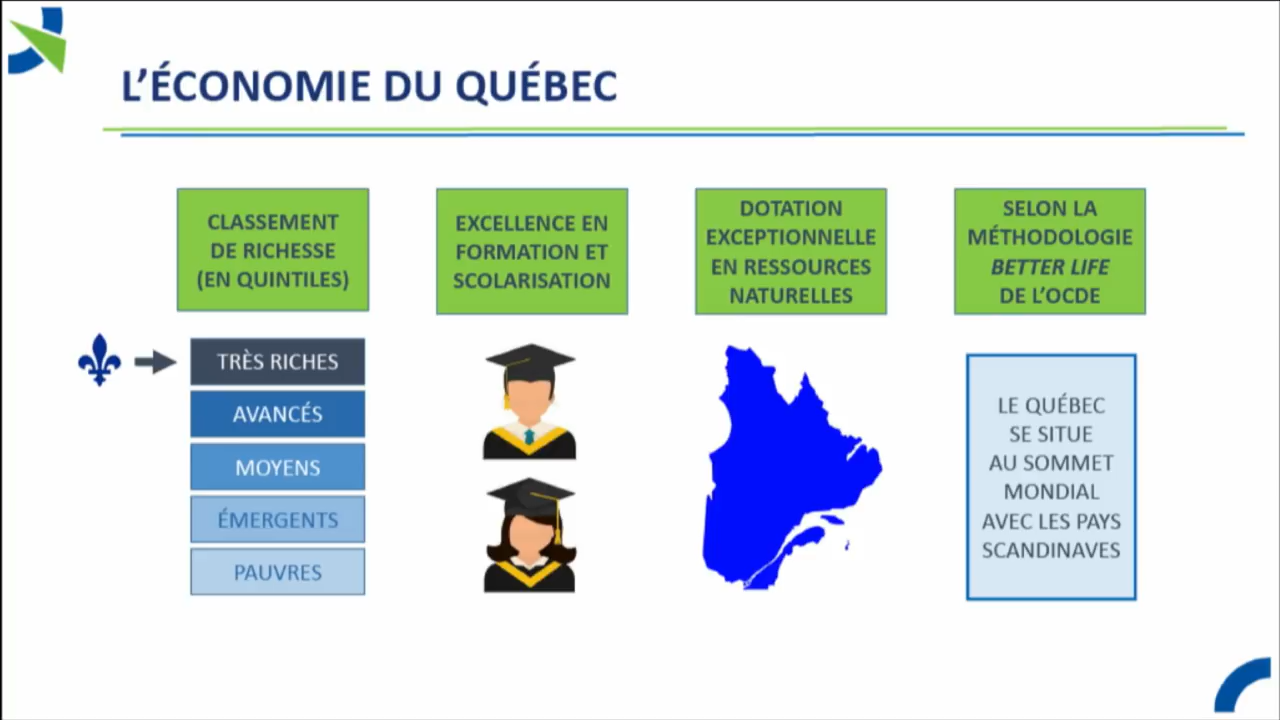 L'ÉCONOMIE DU QUÉBEC
CLASSEMENT
DE RICHESSE
(EN QUINTILES)
TRÈS RICHES
AVANCÉS
MOYENS
ÉMERGENTS
PAUVRES
EXCELLENCE EN
FORMATION ET
SCOLARISATION
DOTATION
EXCEPTIONNELLE
EN RESSOURCES
NATURELLES
SELON LA
MÉTHODOLOGIE
BETTER LIFE
DE L'OCDE
LE QUÉBEC
SE SITUE
AU SOMMET
MONDIAL
AVEC LES PAYS
SCANDINAVES